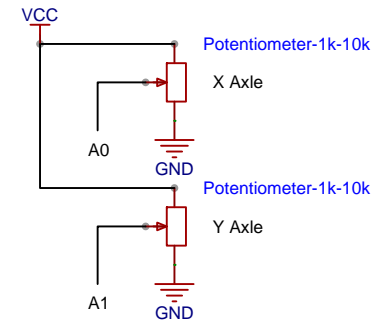 VCC
Potentiometer-1k-10k
X Axle
A0
GND
Potentiometer-1k-10k
Y Axle
A1
GND